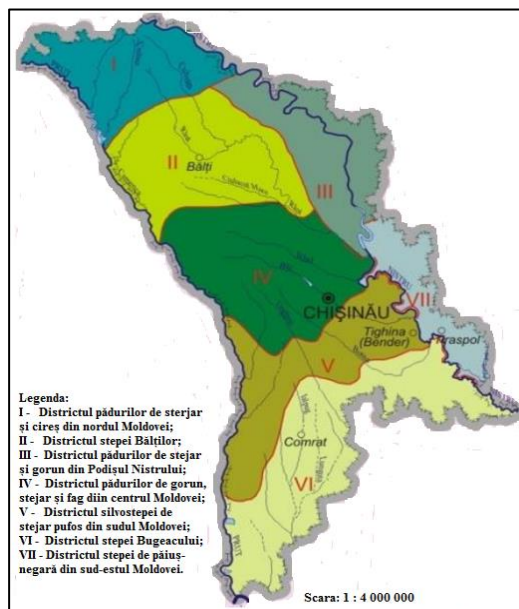 I
II
Bălți
III
IV
CHIȘINĂU
NISTRU
VII
Tighina
(Bender)
Tiraspol
V
Comrat
VI
PRUT
Legenda:
I - Districtul pădurilor de sterjar
și cireș din nordul Moldovei;
II - Districtul stepei Bălților;
III - Districtul pădurilor de stejar
și gorun din Podișul Nistrului;
IV - Districtul pădurilor de gorun,
stejar și fag diin centrul Moldovei;
V - Districtul silvostepei de
stejar pufos din sudul Moldovei;
VI - Districtul stepei Bugeacului;
VII - Districtul stepei de păiuș-
negară din sud-estul Moldovei.
Scara: 1 : 4 000 000